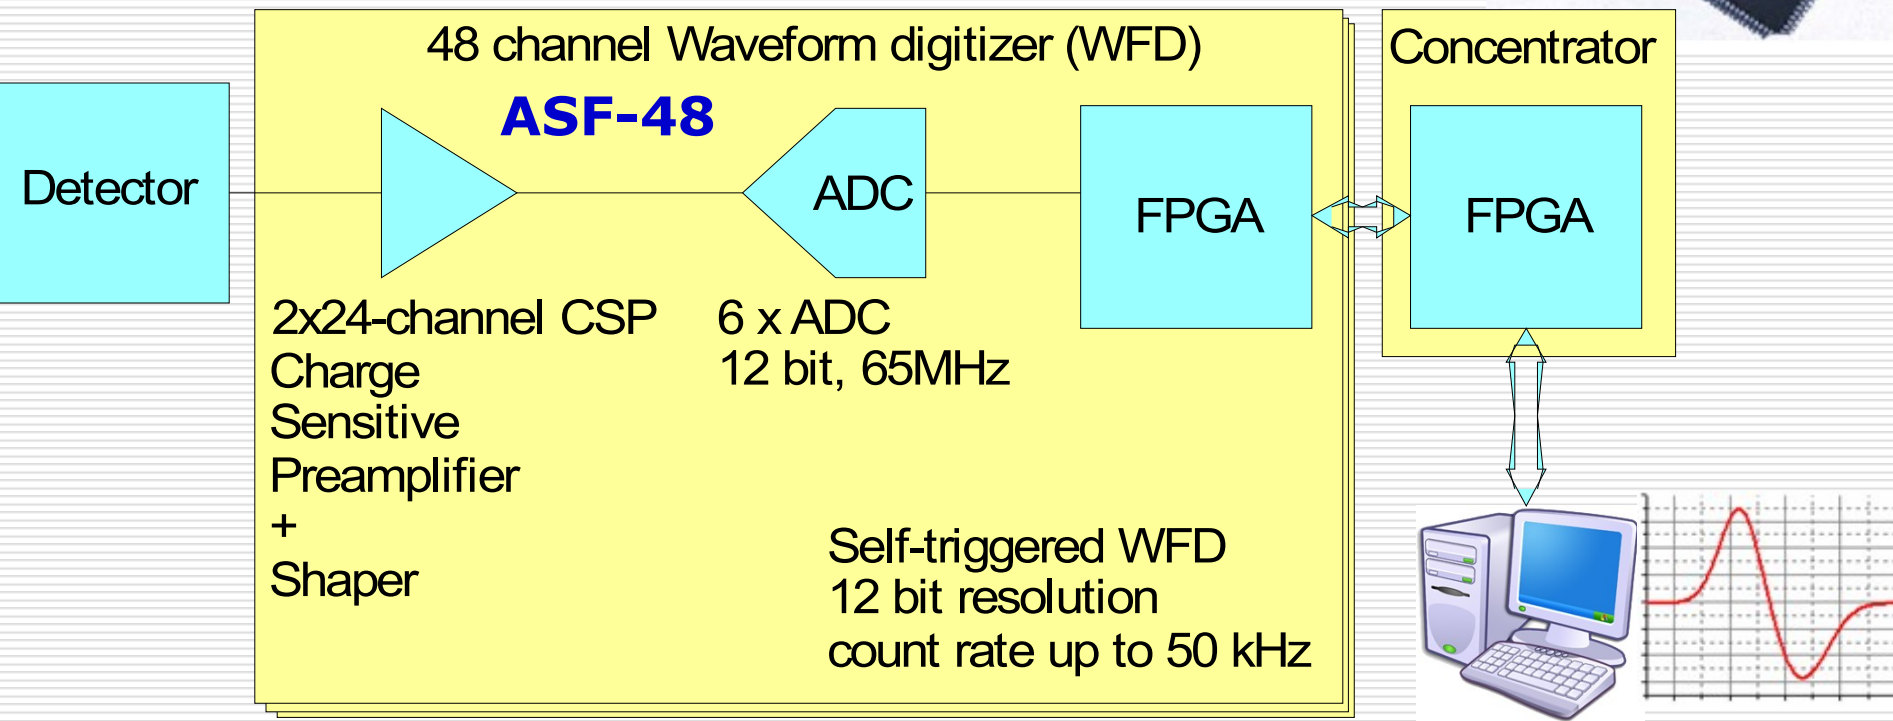 48 channel Waveform digitizer (WFD)
ASF-48
Concentrator
Detector
ADC
FPGA
FPGA
2x24-channel CSP
Charge
Sensitive
Preamplifier
+
Shaper
6 x ADC
12 bit, 65MHz
Self-triggered WFD
12 bit resolution
count rate up to 50 kHz